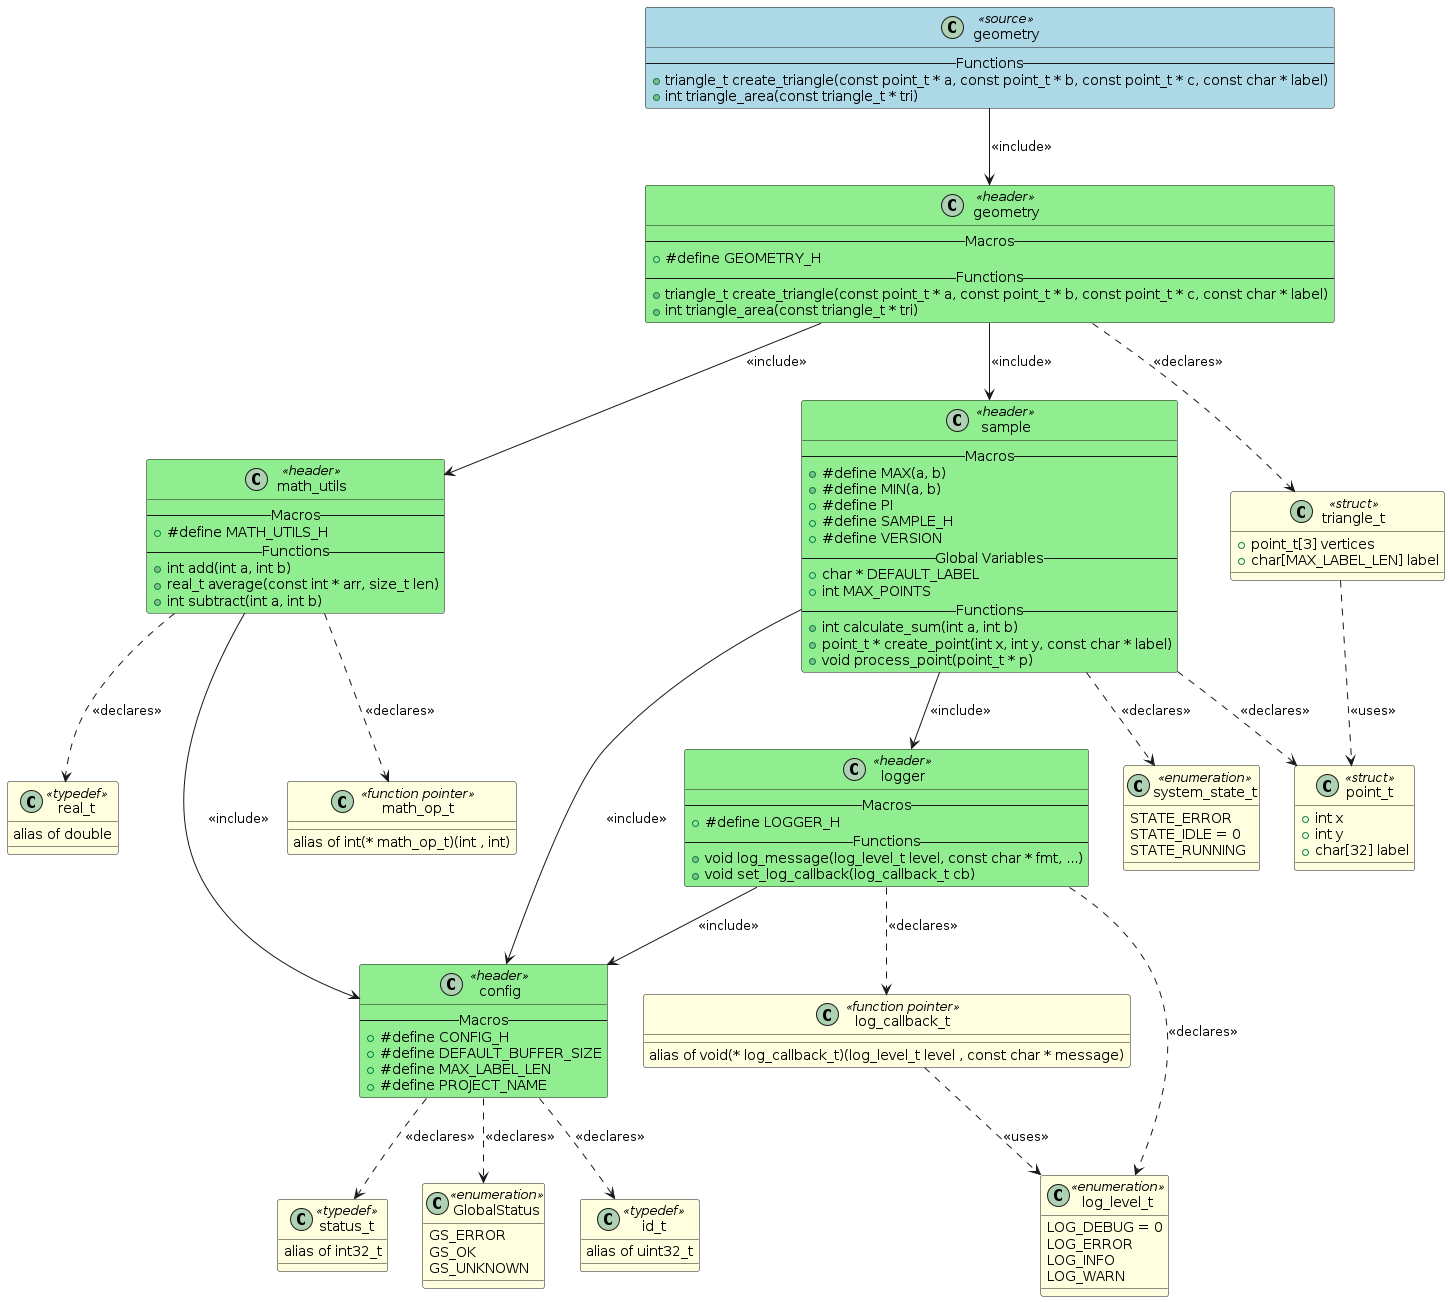 C «source»
geometry
Functions
triangle_t create_triangle(const point_t * a, const point_t * b, const point_t * c, const char * label)
int triangle_area(const triangle_t * tri)
«include»
C «header»
geometry
Macros
#define GEOMETRY_H
Functions
triangle_t create_triangle(const point_t * a, const point_t * b, const point_t * c, const char * label)
int triangle_area(const triangle_t * tri)
«include»
«include»
«declares»
C «header»
math_utils
Macros
#define MATH_UTILS_H
Functions
int add(int a, int b)
real_t average(const int * arr, size_t len)
int subtract(int a, int b)
C «header»
sample
Macros
#define MAX(a, b)
#define MIN(a, b)
#define PI
#define SAMPLE_H
#define VERSION
Global Variables
char * DEFAULT_LABEL
int MAX_POINTS
Functions
int calculate_sum(int a, int b)
point_t * create_point(int x, int y, const char * label)
void process_point(point_t * p)
C «struct»
triangle_t
point_t[3] vertices
char[MAX_LABEL_LEN] label
«declares»
«declares»
«include»
«declares»
«declares»
«uses»
C «typedef»
real_t
alias of double
C «function pointer»
math_op_t
alias of int(* math_op_t)(int , int)
«include»
«include»
C «header»
logger
Macros
#define LOGGER_H
Functions
void log_message(log_level_t level, const char * fmt, ...)
void set_log_callback(log_callback_t cb)
C «enumeration»
system_state_t
STATE_ERROR
STATE_IDLE = 0
STATE_RUNNING
C «struct»
point_t
int x
int y
char[32] label
«include»
«declares»
«declares»
C «header»
config
Macros
#define CONFIG_H
#define DEFAULT_BUFFER_SIZE
#define MAX_LABEL_LEN
#define PROJECT_NAME
C «function pointer»
log_callback_t
alias of void(* log_callback_t)(log_level_t level , const char * message)
«declares»
«declares»
«declares»
«uses»
C «typedef»
status_t
alias of int32_t
C «enumeration»
GlobalStatus
GS_ERROR
GS_OK
GS_UNKNOWN
C «typedef»
id_t
alias of uint32_t
C «enumeration»
log_level_t
LOG_DEBUG = 0
LOG_ERROR
LOG_INFO
LOG_WARN